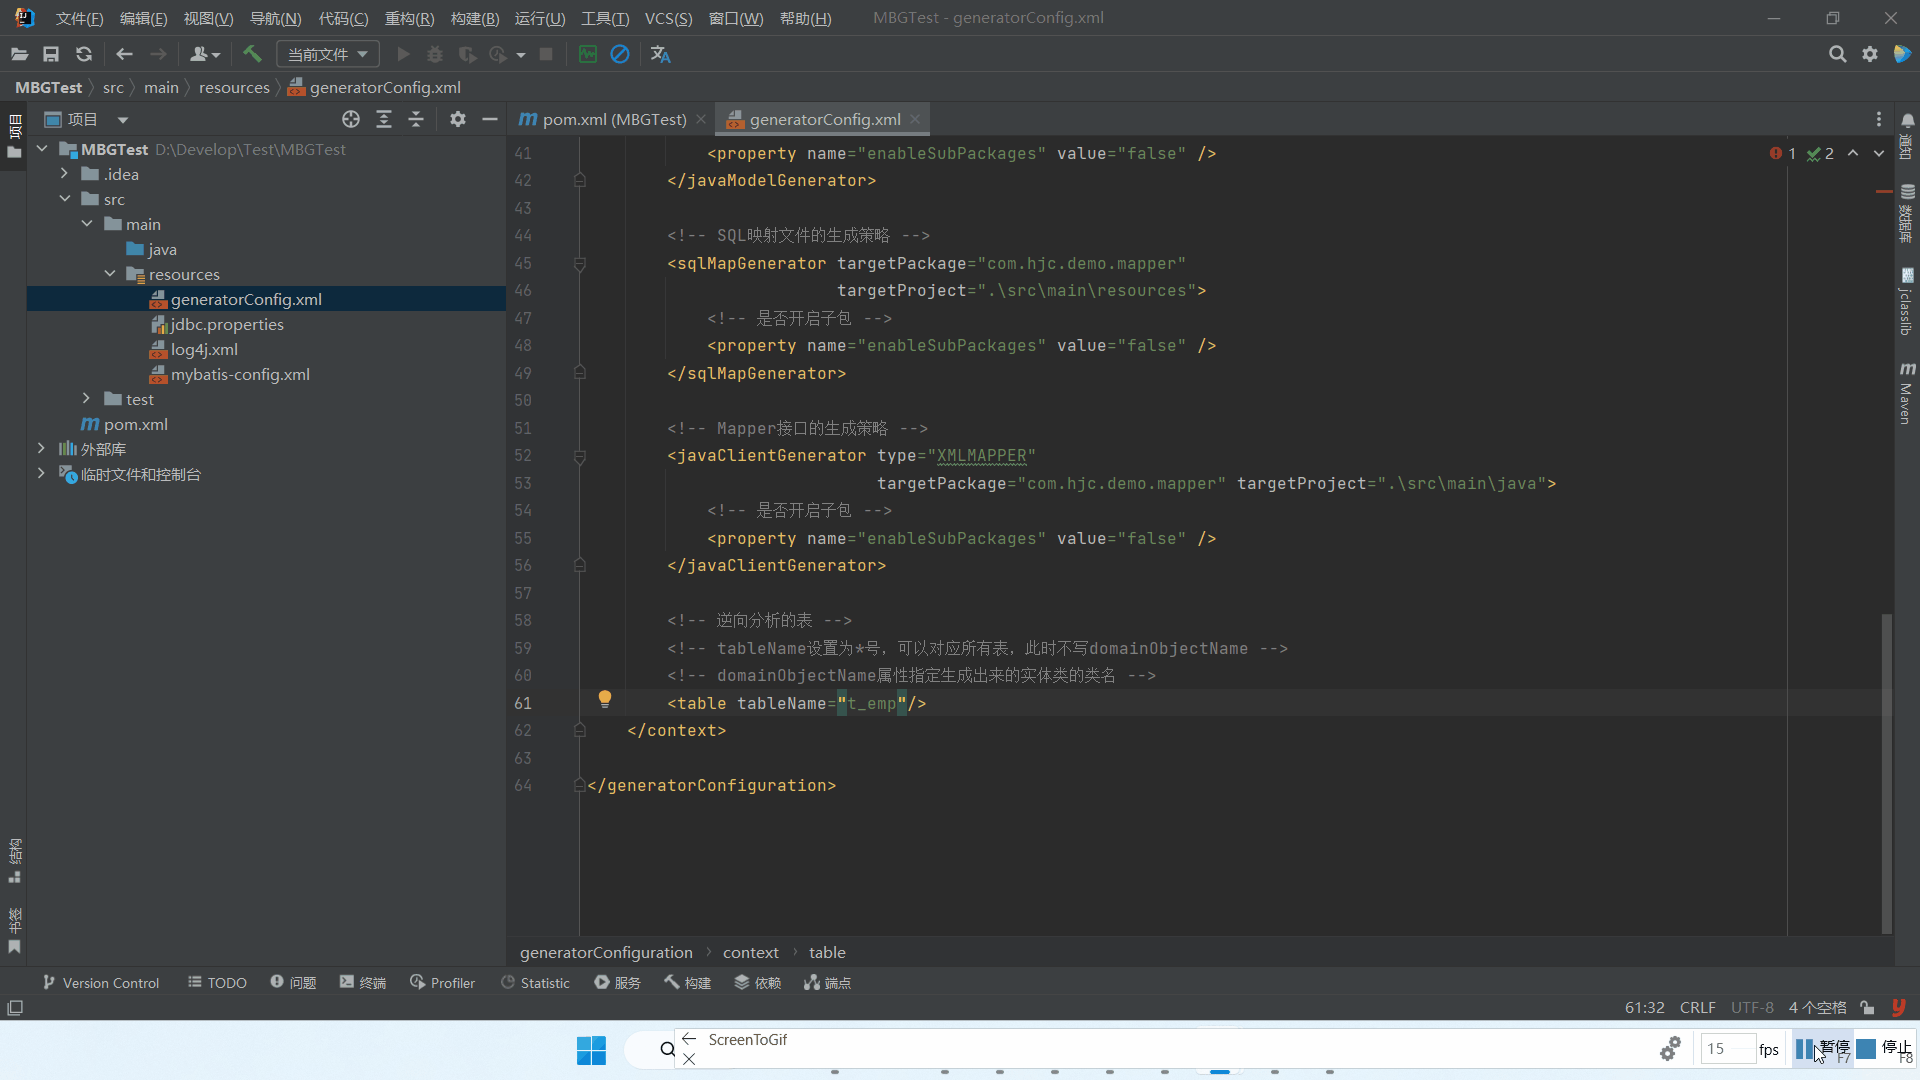 文件(F) 编辑(E) 视图(V) 导航(N) 代码(C) 重构(R) 构建(B) 运行(U) 工具(T) VCS(S) 窗口(W) 帮助(H) MBGTest - generatorConfig.xml
当前文件
MBGTest src main resources generatorConfig.xml
项目
pom.xml (MBGTest) generatorConfig.xml
项目
MBGTest D:\Develop\Test\MBGTest
.idea
src
main
java
resources
generatorConfig.xml
jdbc.properties
log4j.xml
mybatis-config.xml
test
pom.xml
外部库
临时文件和控制台
结构
书签
1 2
41 <property name="enableSubPackages" value="false" />
42 </javaModelGenerator>
43
44 <!-- SQL映射文件的生成策略 -->
45 <sqlMapGenerator targetPackage="com.hjc.demo.mapper"
46 targetProject=".\src\main\resources">
47 <!-- 是否开启子包 -->
48 <property name="enableSubPackages" value="false" />
49 </sqlMapGenerator>
50
51 <!-- Mapper接口的生成策略 -->
52 <javaClientGenerator type="XMLMAPPER"
53 targetPackage="com.hjc.demo.mapper" targetProject=".\src\main\java">
54 <!-- 是否开启子包 -->
55 <property name="enableSubPackages" value="false" />
56 </javaClientGenerator>
57
58 <!-- 逆向分析的表 -->
59 <!-- tableName设置为*号，可以对应所有表，此时不写domainObjectName -->
60 <!-- domainObjectName属性指定生成出来的实体类的类名 -->
61 <table tableName="t_emp"/>
62 </context>
63
64 </generatorConfiguration>
通知
数据库
jclasslib
Maven
generatorConfiguration context table
Version Control TODO 问题 终端 Profiler Statistic 服务 构建 依赖 端点
61:32 CRLF UTF-8 4 个空格
ScreenToGif
15 fps 暂停 F7 停止 F8